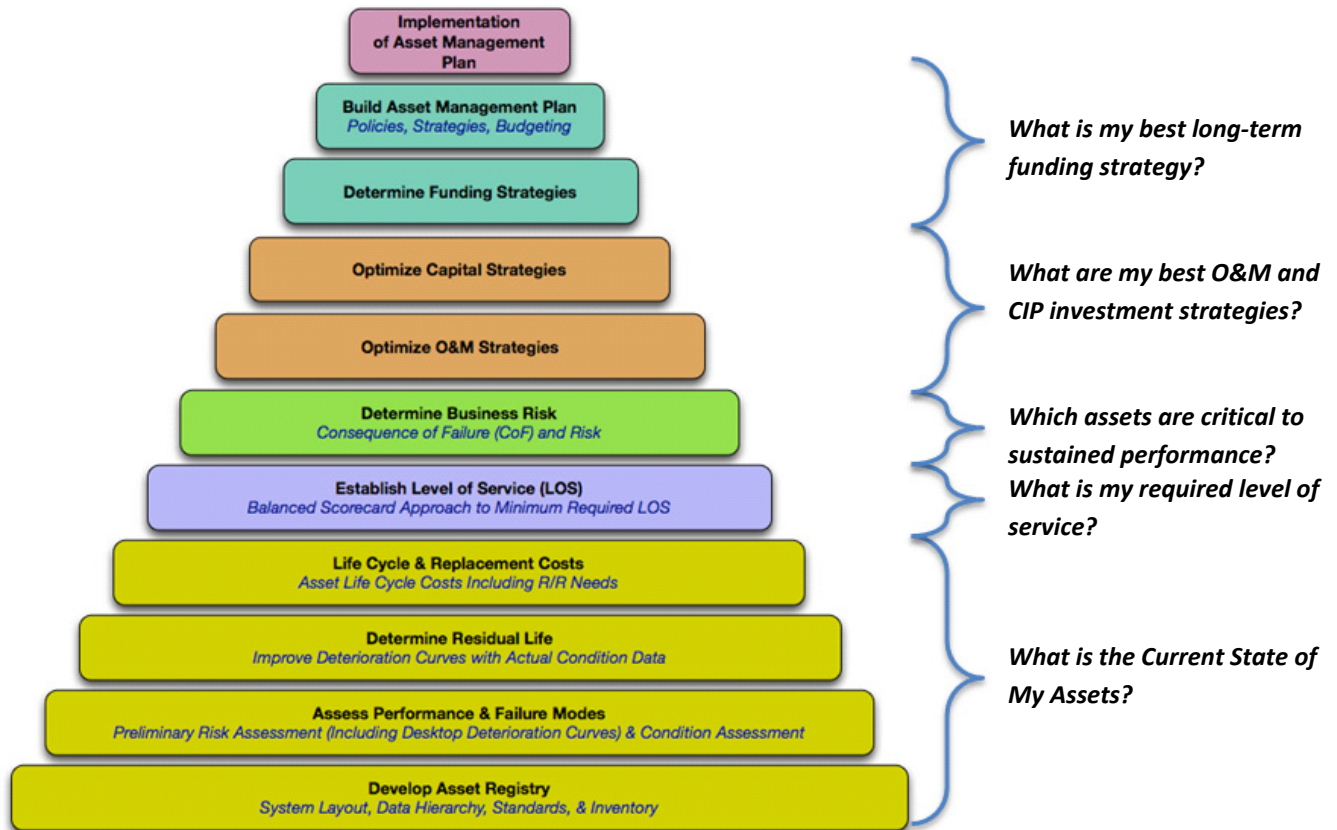 Implementation
of Asset Management
Plan
Build Asset Management Plan
Policies, Strategies, Budgeting
Determine Funding Strategies
Optimize Capital Strategies
Optimize O&M Strategies
Determine Business Risk
Consequence of Failure (CoF) and Risk
Establish Level of Service (LOS)
Balanced Scorecard Approach to Minimum Required LOS
Life Cycle & Replacement Costs
Asset Life Cycle Costs Including R/R Needs
Determine Residual Life
Improve Deterioration Curves with Actual Condition Data
Assess Performance & Failure Modes
Preliminary Risk Assessment (Including Desktop Deterioration Curves) & Condition Assessment
Develop Asset Registry
System Layout, Data Hierarchy, Standards, & Inventory
What is my best long-term
funding strategy?
What are my best O&M and
CIP investment strategies?
Which assets are critical to
sustained performance?
What is my required level of
service?
What is the Current State of
My Assets?